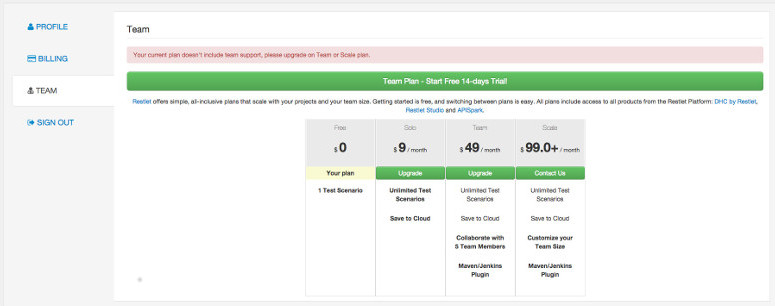 PROFILE
BILLING
TEAM
SIGN OUT
Team
Your current plan doesn't include team support, please upgrade on Team or Scale plan.
Team Plan - Start Free 14-days Trial!
Restlet offers simple, all-inclusive plans that scale with your projects and your team size. Getting started is free, and switching between plans is easy. All plans include access to all products from the Restlet Platform: DHC by Restlet,
Restlet Studio and APISpark.
Free Solo Team Scale
$ 0 $ 9 / month $ 49 / month $ 99.0+ / month
Your plan Upgrade Upgrade Contact Us
1 Test Scenario Unlimited Test Unlimited Test Unlimited Test
Scenarios Scenarios Scenarios
Save to Cloud Save to Cloud Save to Cloud
Collaborate with Customize your
5 Team Members Team Size
Maven/Jenkins Maven/Jenkins
Plugin Plugin